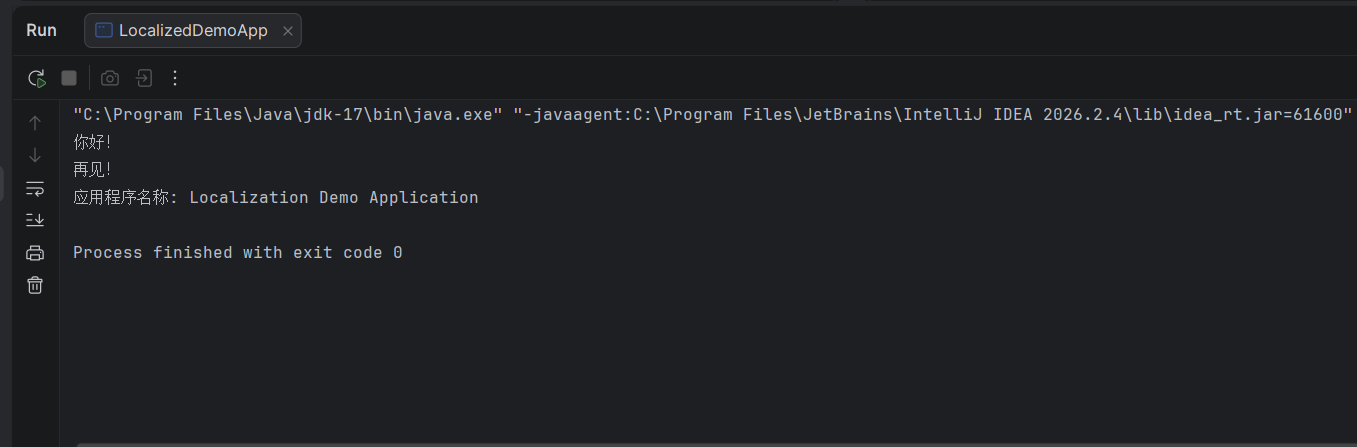 Run LocalizedDemoApp
"C:\Program Files\Java\jdk-17\bin\java.exe" "-javaagent:C:\Program Files\JetBrains\IntelliJ IDEA 2026.2.4\lib\idea_rt.jar=61600"
你好!
再见!
应用程序名称: Localization Demo Application
Process finished with exit code 0